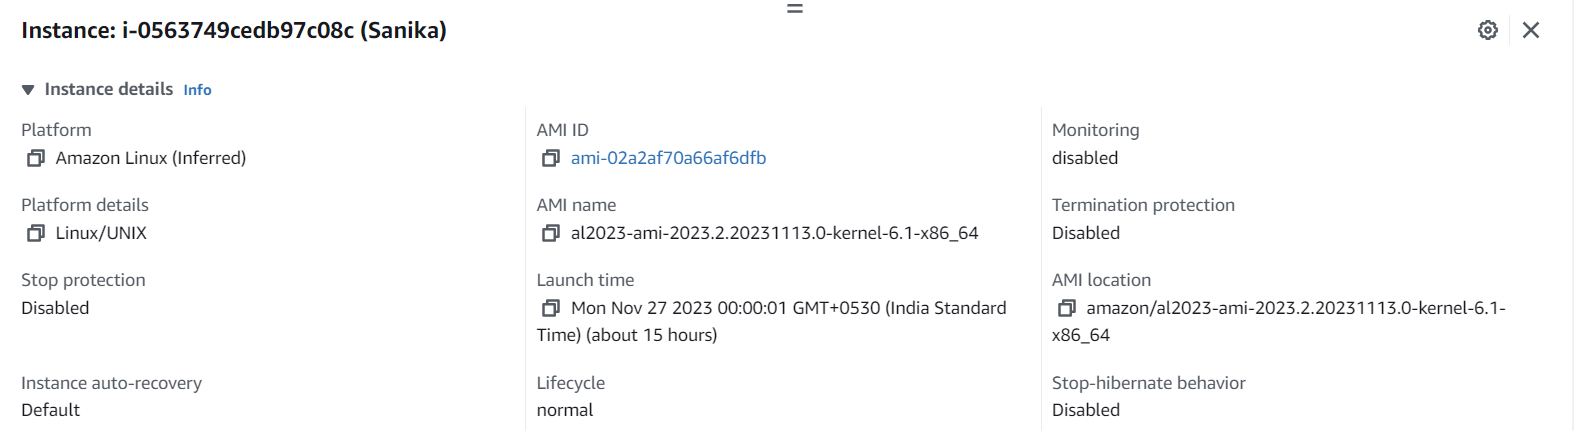 Instance: i-0563749cedb97c08c (Sanika)
Instance details Info
Platform
Amazon Linux (Inferred)
Platform details
Linux/UNIX
Stop protection
Disabled
Instance auto-recovery
Default
AMI ID
ami-02a2af70a66af6dfb
AMI name
al2023-ami-2023.2.20231113.0-kernel-6.1-x86_64
Launch time
Mon Nov 27 2023 00:00:01 GMT+0530 (India Standard
Time) (about 15 hours)
Lifecycle
normal
Monitoring
disabled
Termination protection
Disabled
AMI location
amazon/al2023-ami-2023.2.20231113.0-kernel-6.1-
x86_64
Stop-hibernate behavior
Disabled